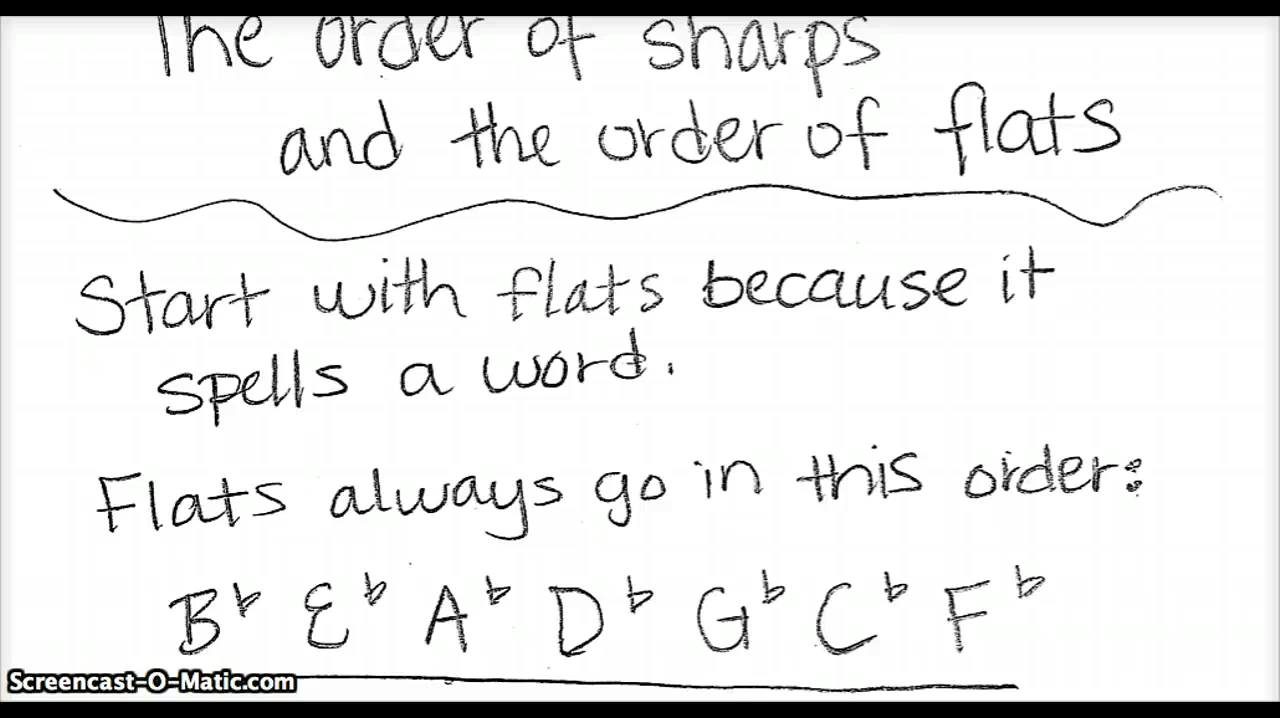 The order of sharps
and the order of flats
Start with flats because it
spells a word.
Flats always go in this order:
B♭ E♭ A♭ D♭ G♭ C♭ F♭
Screencast-O-Matic.com